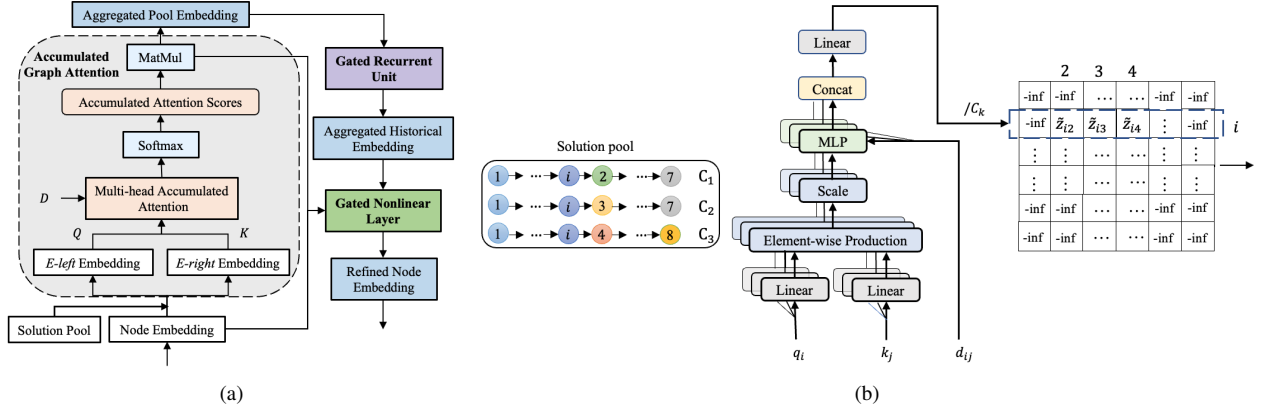 Aggregated Pool Embedding
Accumulated
Graph Attention
MatMul
Accumulated Attention Scores
Softmax
Multi-head Accumulated
Attention
D
Q
K
E-left Embedding
E-right Embedding
Solution Pool
Node Embedding
Gated Recurrent
Unit
Aggregated Historical
Embedding
Gated Nonlinear
Layer
Refined Node
Embedding
(a)
Solution pool
1 ... i 2 ... 7 C₁
1 ... i 3 ... 7 C₂
1 ... i 4 ... 8 C₃
Linear
Concat
MLP
Scale
Element-wise Production
Linear
Linear
qᵢ
kⱼ
dᵢⱼ
/Cₖ
2 3 4
-inf -inf ... ... -inf -inf
-inf z̃ᵢ₂ z̃ᵢ₃ z̃ᵢ₄ ⋮ -inf i
⋮ ⋮ ⋮ ⋮ ⋮ ⋮
⋮ ⋮ ⋮ ⋮ ⋮ ⋮
-inf -inf ... ... -inf -inf
-inf -inf ... ... -inf -inf
(b)